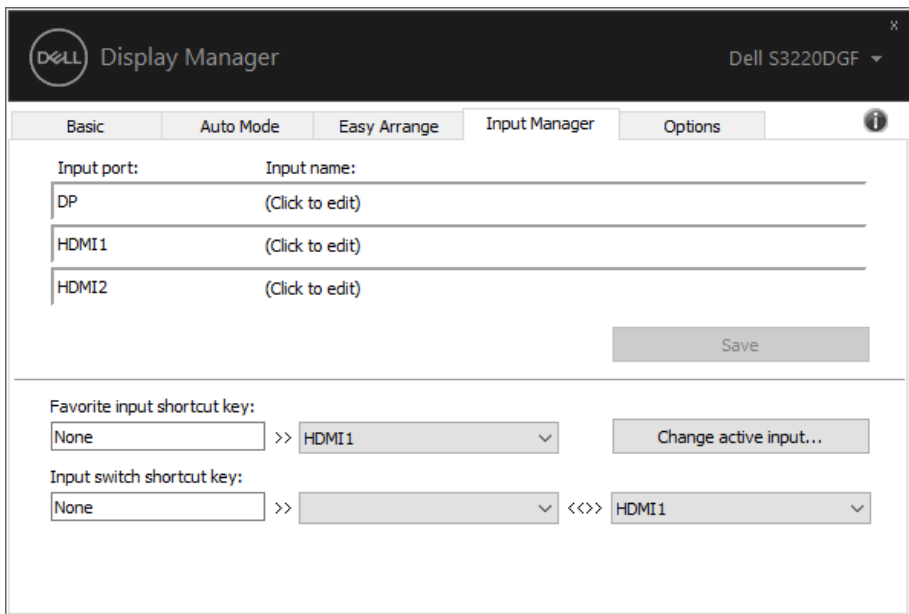 x
DELL Display Manager Dell S3220DGF
Basic Auto Mode Easy Arrange Input Manager Options i
Input port: Input name:
DP (Click to edit)
HDMI1 (Click to edit)
HDMI2 (Click to edit)
Save
Favorite input shortcut key:
None >> HDMI1 Change active input...
Input switch shortcut key:
None >> <<>> HDMI1